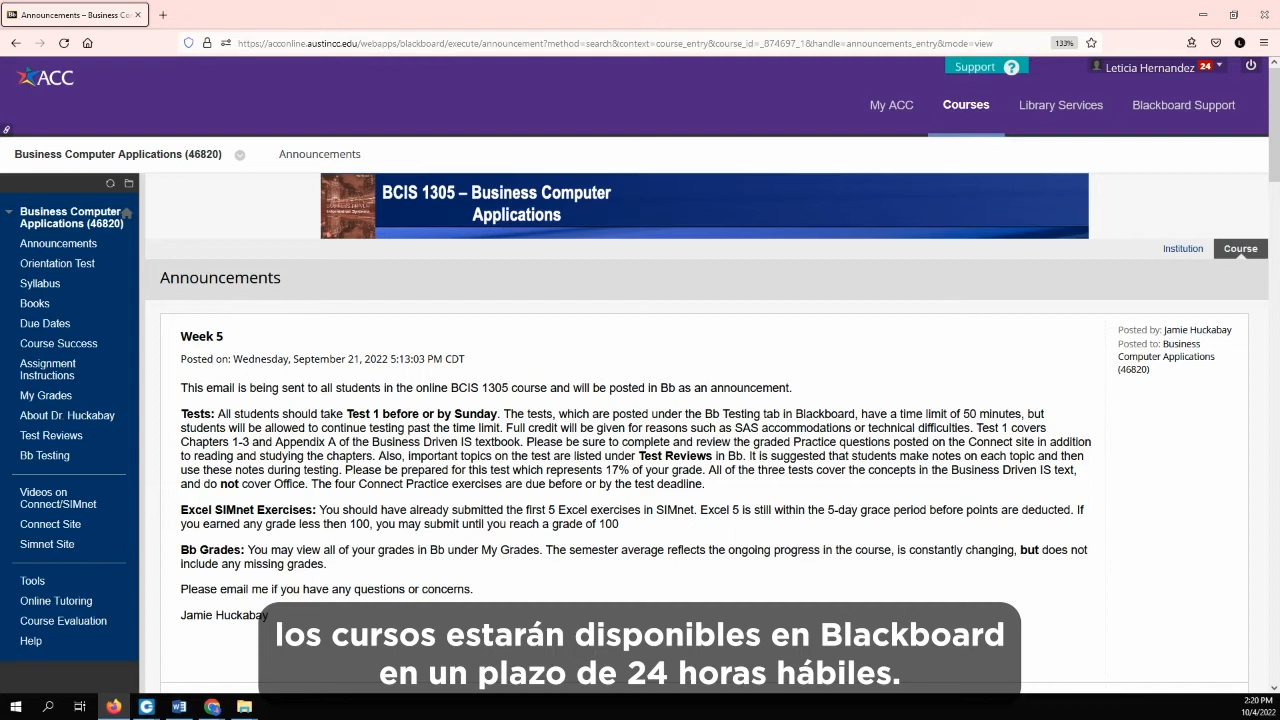 Announcements – Business Co
https://acconline.austincc.edu/webapps/blackboard/execute/announcement?method=search&context=course_entry&course_id=_874697_1&handle=announcements_entry&mode=view
133%
ACC
Support ?
Leticia Hernandez 24
My ACC
Courses
Library Services
Blackboard Support
Business Computer Applications (46820)
Announcements
BCIS 1305 – Business Computer
Applications
Institution
Course
Business Computer
Applications (46820)
Announcements
Orientation Test
Syllabus
Books
Due Dates
Course Success
Assignment
Instructions
My Grades
About Dr. Huckabay
Test Reviews
Bb Testing
Videos on
Connect/SIMnet
Connect Site
Simnet Site
Tools
Online Tutoring
Course Evaluation
Help
Announcements
Week 5
Posted on: Wednesday, September 21, 2022 5:13:03 PM CDT
Posted by: Jamie Huckabay
Posted to: Business
Computer Applications
(46820)
This email is being sent to all students in the online BCIS 1305 course and will be posted in Bb as an announcement.
Tests: All students should take Test 1 before or by Sunday. The tests, which are posted under the Bb Testing tab in Blackboard, have a time limit of 50 minutes, but
students will be allowed to continue testing past the time limit. Full credit will be given for reasons such as SAS accommodations or technical difficulties. Test 1 covers
Chapters 1-3 and Appendix A of the Business Driven IS textbook. Please be sure to complete and review the graded Practice questions posted on the Connect site in addition
to reading and studying the chapters. Also, important topics on the test are listed under Test Reviews in Bb. It is suggested that students make notes on each topic and then
use these notes during testing. Please be prepared for this test which represents 17% of your grade. All of the three tests cover the concepts in the Business Driven IS text,
and do not cover Office. The four Connect Practice exercises are due before or by the test deadline.
Excel SIMnet Exercises: You should have already submitted the first 5 Excel exercises in SIMnet. Excel 5 is still within the 5-day grace period before points are deducted. If
you earned any grade less then 100, you may submit until you reach a grade of 100
Bb Grades: You may view all of your grades in Bb under My Grades. The semester average reflects the ongoing progress in the course, is constantly changing, but does not
include any missing grades.
Please email me if you have any questions or concerns.
Jamie Huckabay
los cursos estarán disponibles en Blackboard
en un plazo de 24 horas hábiles.
2:20 PM
10/4/2022